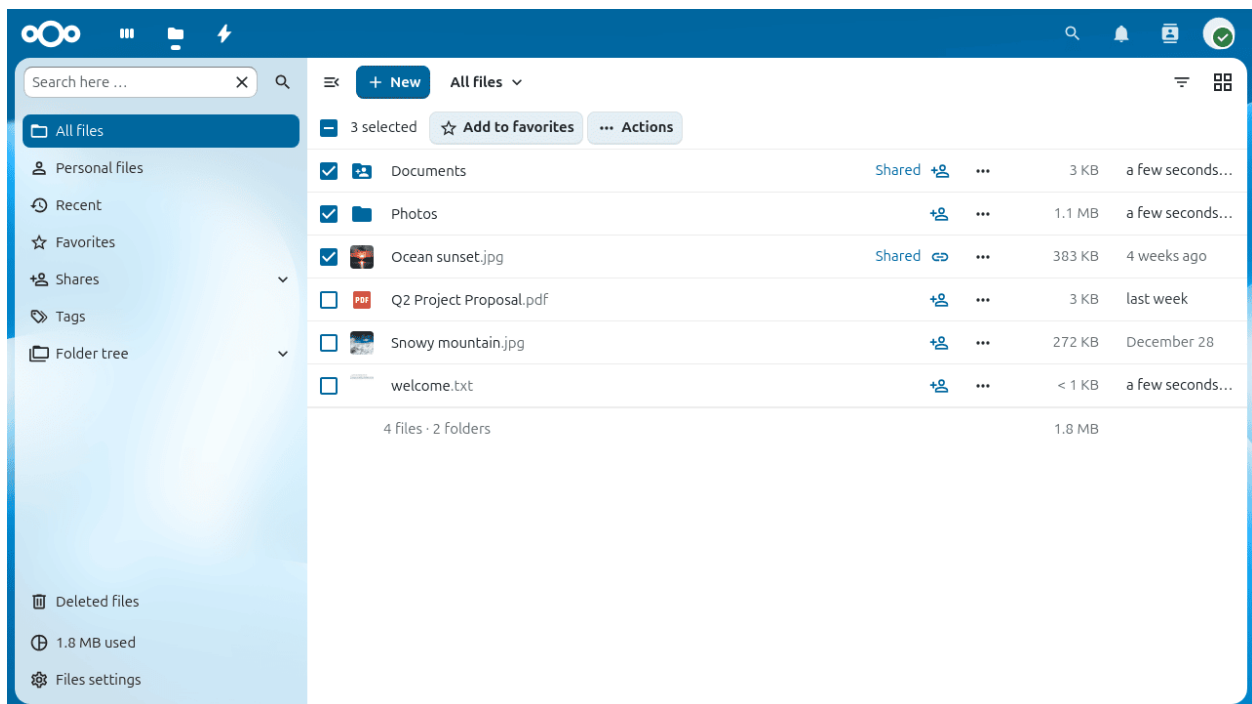 Search here ...
New
All files
All files
3 selected
Add to favorites
Actions
Personal files
Recent
Favorites
Shares
Tags
Folder tree
Documents Shared 3 KB a few seconds…
Photos 1.1 MB a few seconds…
Ocean sunset.jpg Shared 383 KB 4 weeks ago
PDF Q2 Project Proposal.pdf 3 KB last week
Snowy mountain.jpg 272 KB December 28
welcome.txt < 1 KB a few seconds…
4 files · 2 folders 1.8 MB
Deleted files
1.8 MB used
Files settings